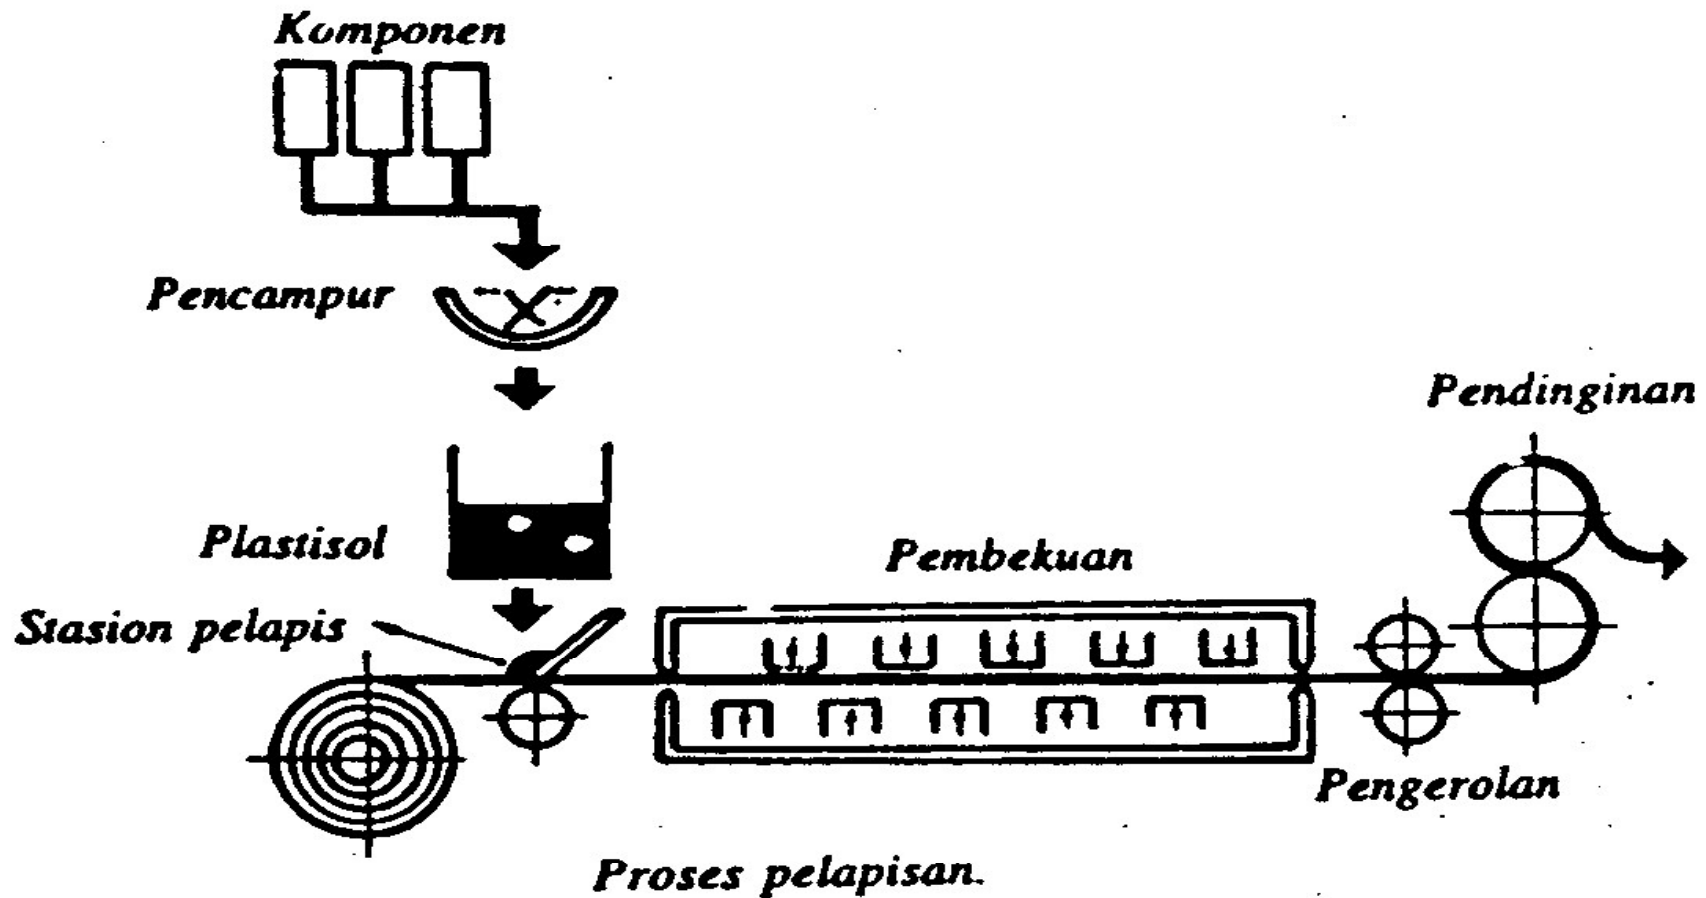 Komponen
Pencampur
Pendinginan
Plastisol
Pembekuan
Stasion pelapis
Pengerolan
Proses pelapisan.